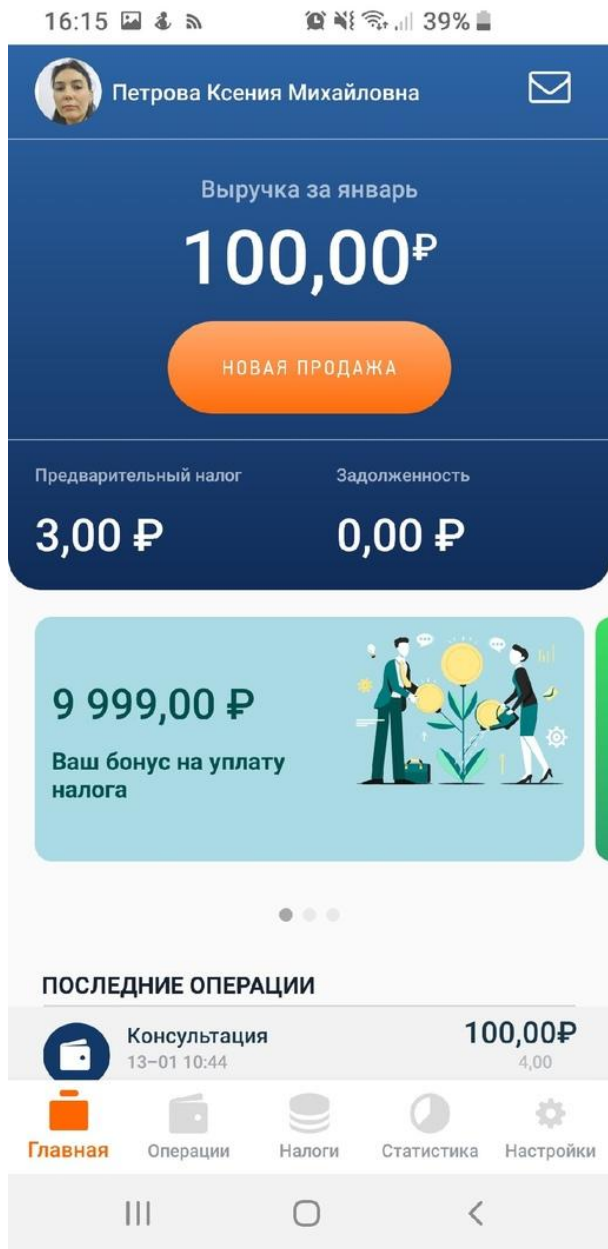 16:15 39%
Петрова Ксения Михайловна
Выручка за январь
100,00₽
НОВАЯ ПРОДАЖА
Предварительный налог Задолженность
3,00 ₽ 0,00 ₽
9 999,00 ₽
Ваш бонус на уплату
налога
ПОСЛЕДНИЕ ОПЕРАЦИИ
Консультация 100,00₽
13–01 10:44 4,00
Главная Операции Налоги Статистика Настройки